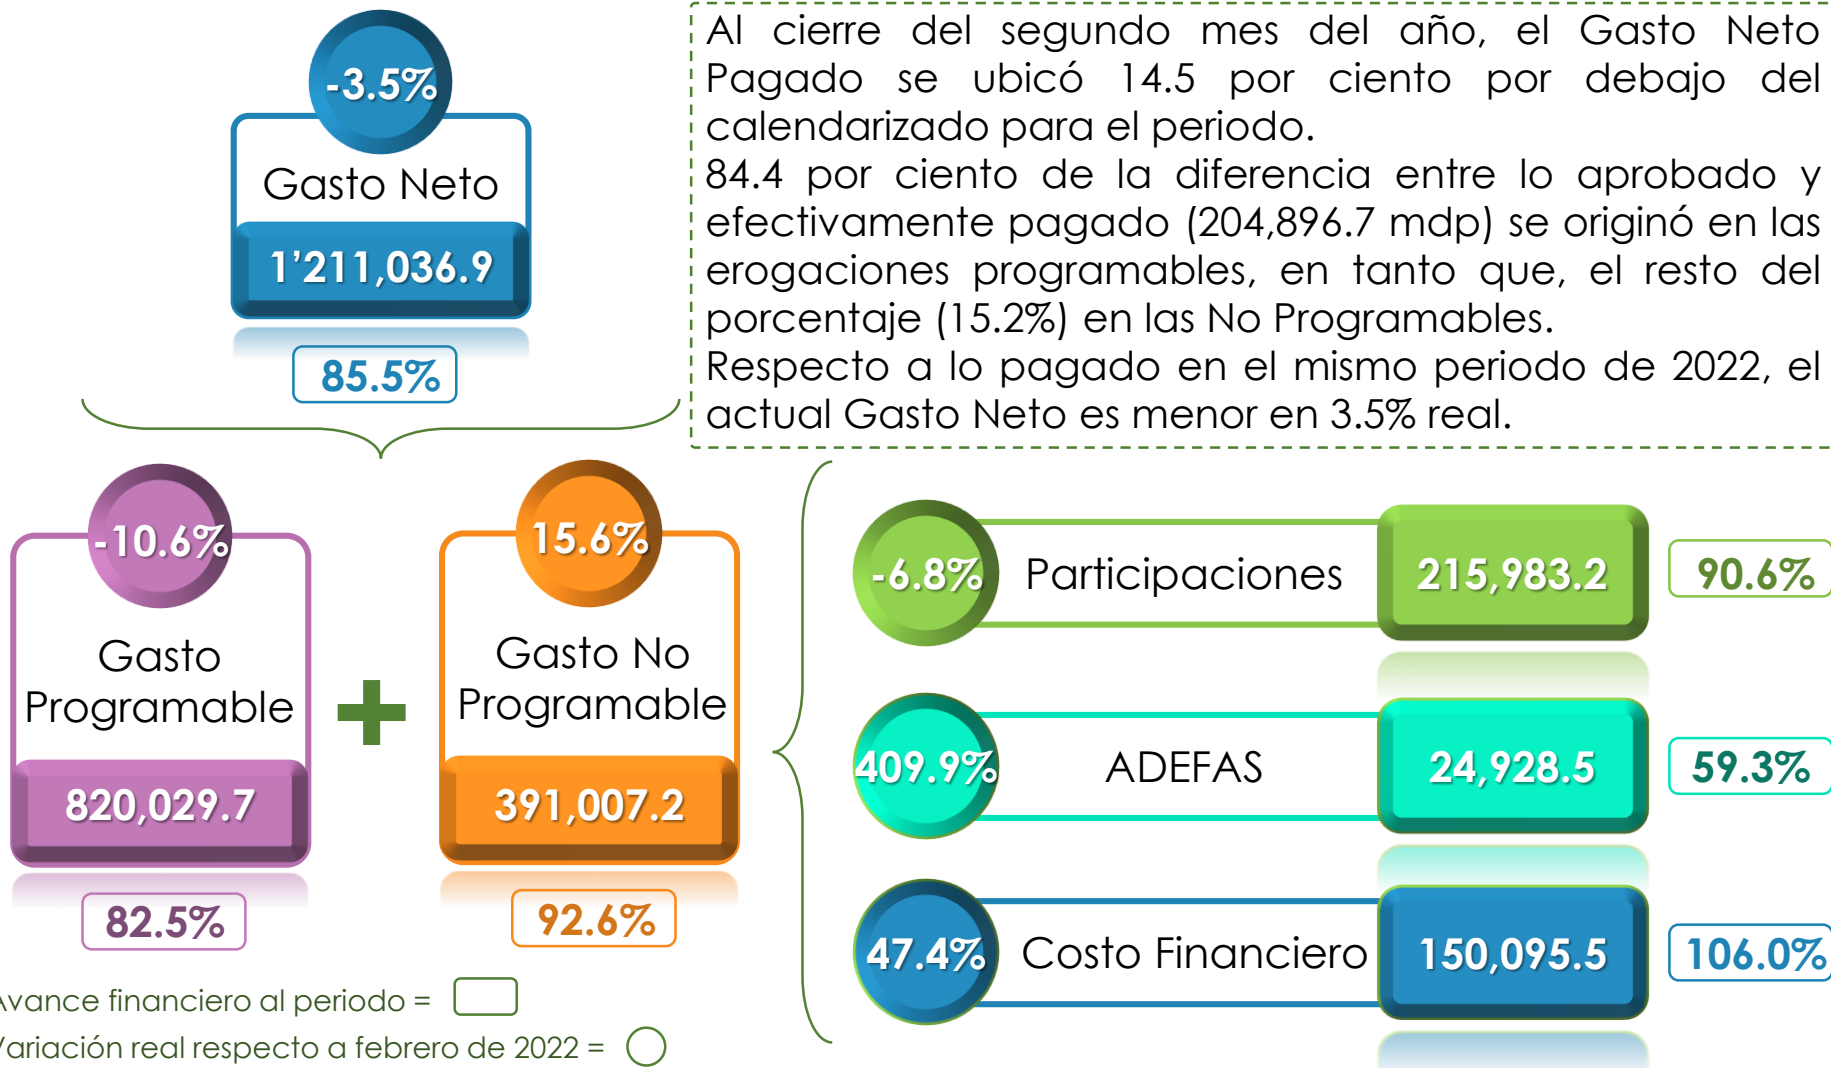 -3.5%
Gasto Neto
1’211,036.9
85.5%
Al cierre del segundo mes del año, el Gasto Neto
Pagado se ubicó 14.5 por ciento por debajo del
calendarizado para el periodo.
84.4 por ciento de la diferencia entre lo aprobado y
efectivamente pagado (204,896.7 mdp) se originó en las
erogaciones programables, en tanto que, el resto del
porcentaje (15.2%) en las No Programables.
Respecto a lo pagado en el mismo periodo de 2022, el
actual Gasto Neto es menor en 3.5% real.
-10.6%
Gasto
Programable
820,029.7
82.5%
15.6%
Gasto No
Programable
391,007.2
92.6%
-6.8% Participaciones 215,983.2 90.6%
409.9% ADEFAS 24,928.5 59.3%
47.4% Costo Financiero 150,095.5 106.0%
Avance financiero al periodo =
Variación real respecto a febrero de 2022 =